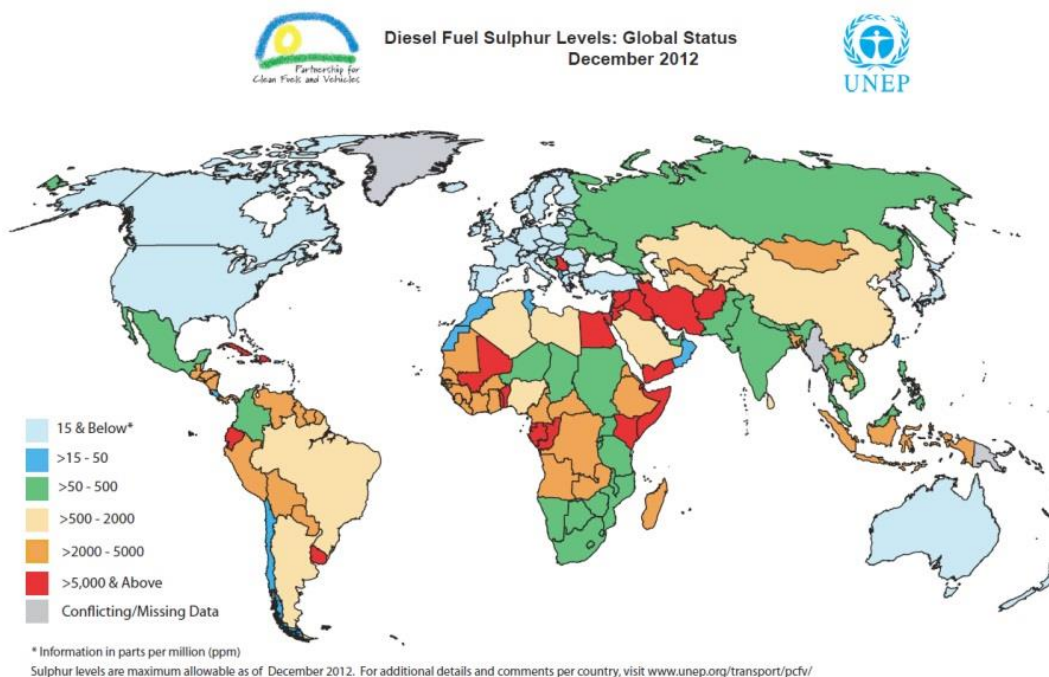 Partnership for
Clean Fuels and Vehicles
Diesel Fuel Sulphur Levels: Global Status
December 2012
UNEP
15 & Below*
>15 - 50
>50 - 500
>500 - 2000
>2000 - 5000
>5,000 & Above
Conflicting/Missing Data
* Information in parts per million (ppm)
Sulphur levels are maximum allowable as of December 2012. For additional details and comments per country, visit www.unep.org/transport/pcfv/